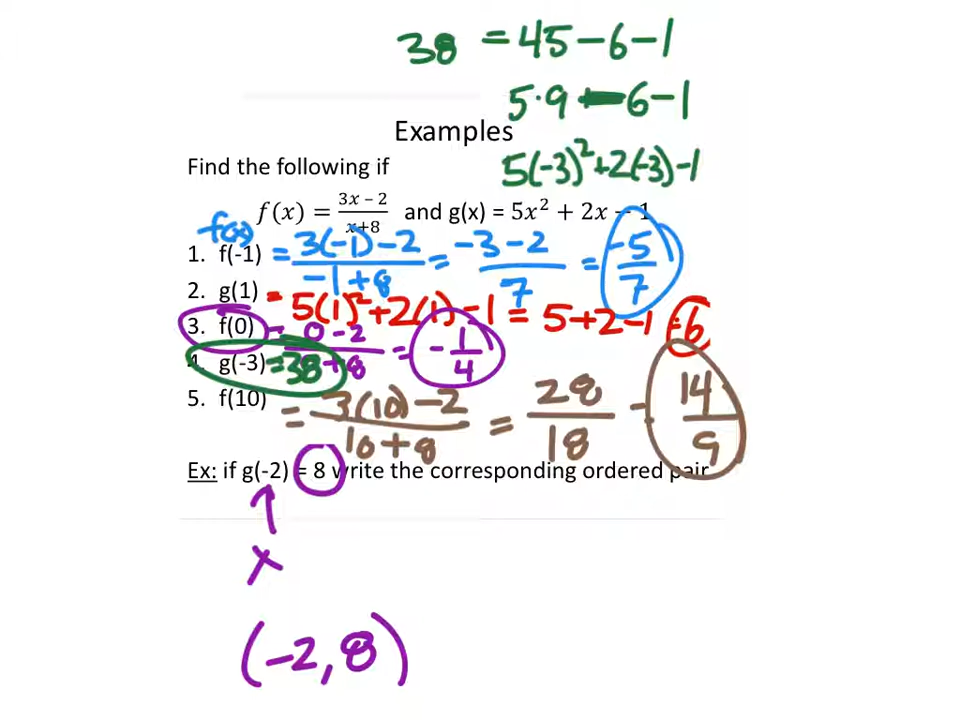 38 = 45 - 6 - 1
5·9 - 6 - 1
Examples
5(-3)² + 2(-3) - 1
Find the following if
f(x) = (3x - 2)/(x+8) and g(x) = 5x² + 2x - 1
f(x)
1. f(-1) = (3(-1) - 2)/(-1 + 8) = (-3 - 2)/7 = -5/7
2. g(1) = 5(1)² + 2(1) - 1 = 5 + 2 - 1 = 6
3. f(0) = (0 - 2)/(+8) = -1/4
4. g(-3) = 38
5. f(10) = (3(10) - 2)/(10 + 8) = 28/18 = 14/9
Ex: if g(-2) = 8 write the corresponding ordered pair
x
(-2, 8)